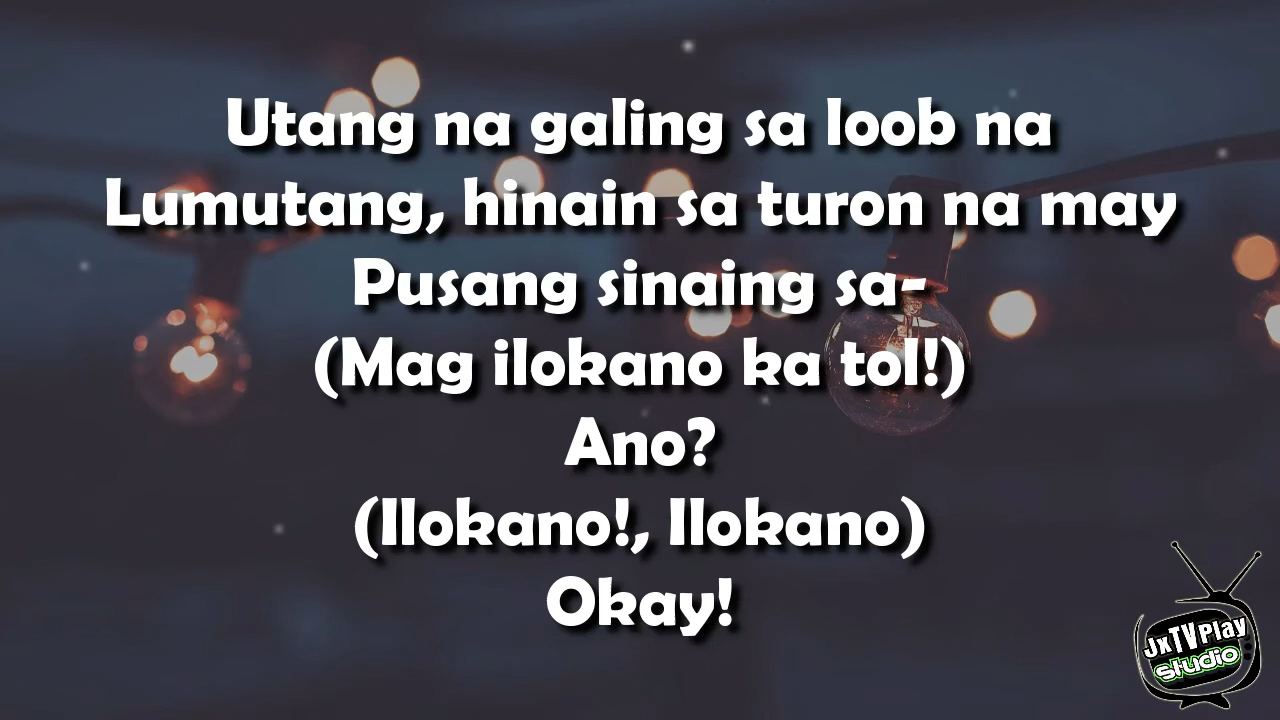 Utang na galing sa loob na
Lumutang, hinain sa turon na may
Pusang sinaing sa-
(Mag ilokano ka tol!)
Ano?
(Ilokano!, Ilokano)
Okay!
JxTVPlay
studio